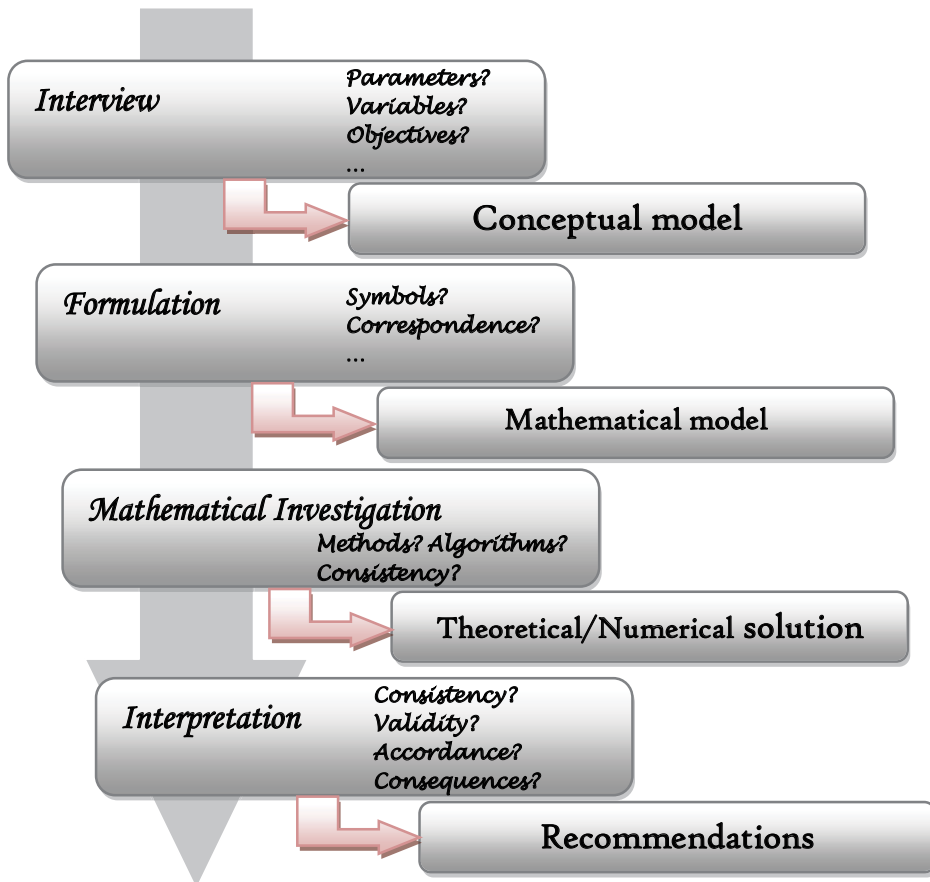 Interview
Parameters?
Variables?
Objectives?
...
Conceptual model
Formulation
Symbols?
Correspondence?
...
Mathematical model
Mathematical Investigation
Methods? Algorithms?
Consistency?
Theoretical/Numerical solution
Interpretation
Consistency?
Validity?
Accordance?
Consequences?
Recommendations